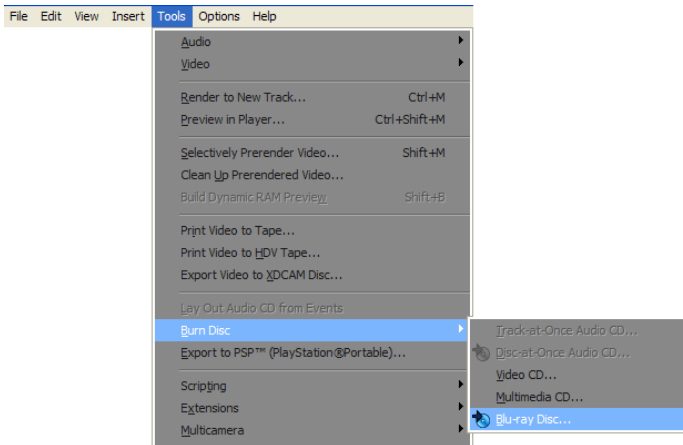 File Edit View Insert Tools Options Help
Audio
Video
Render to New Track... Ctrl+M
Preview in Player... Ctrl+Shift+M
Selectively Prerender Video... Shift+M
Clean Up Prerendered Video...
Build Dynamic RAM Preview Shift+B
Print Video to Tape...
Print Video to HDV Tape...
Export Video to XDCAM Disc...
Lay Out Audio CD from Events
Burn Disc
Track-at-Once Audio CD...
Export to PSP™ (PlayStation®Portable)...
Disc-at-Once Audio CD...
Video CD...
Scripting
Multimedia CD...
Extensions
Blu-ray Disc...
Multicamera